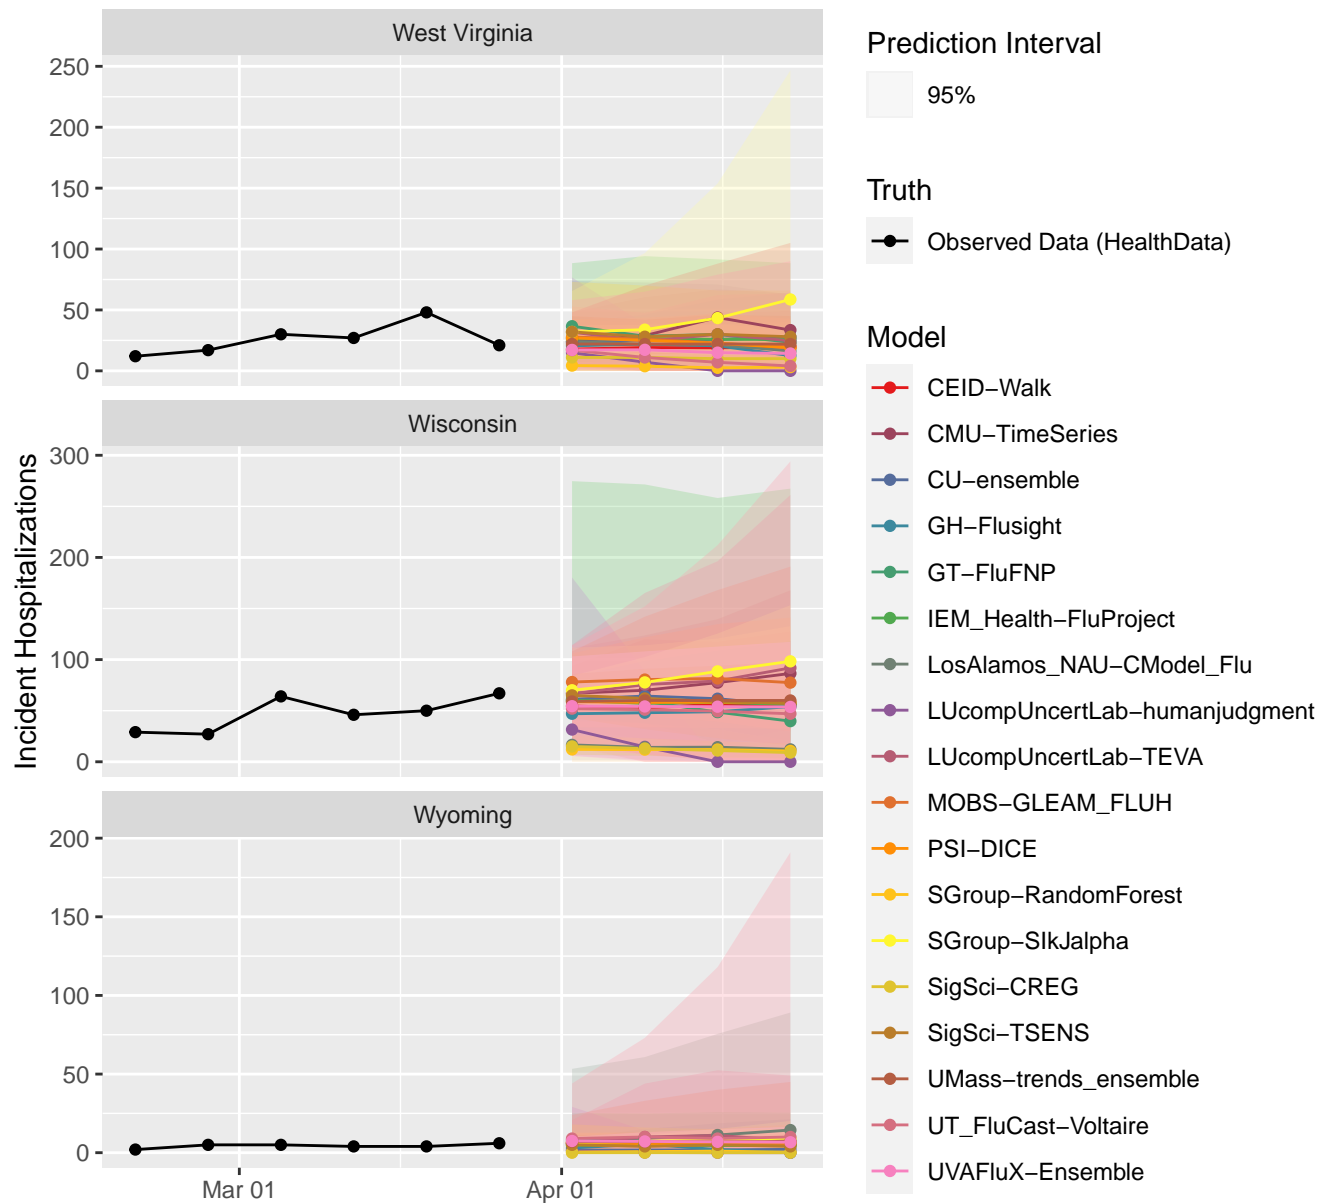 West Virginia
250
200
150
100
50
0
Wisconsin
300
200
100
0
Wyoming
200
150
100
50
0
Mar 01
Apr 01
Incident Hospitalizations
Prediction Interval
95%
Truth
Observed Data (HealthData)
Model
CEID−Walk
CMU−TimeSeries
CU−ensemble
GH−Flusight
GT−FluFNP
IEM_Health−FluProject
LosAlamos_NAU−CModel_Flu
LUcompUncertLab−humanjudgment
LUcompUncertLab−TEVA
MOBS−GLEAM_FLUH
PSI−DICE
SGroup−RandomForest
SGroup−SIkJalpha
SigSci−CREG
SigSci−TSENS
UMass−trends_ensemble
UT_FluCast−Voltaire
UVAFluX−Ensemble